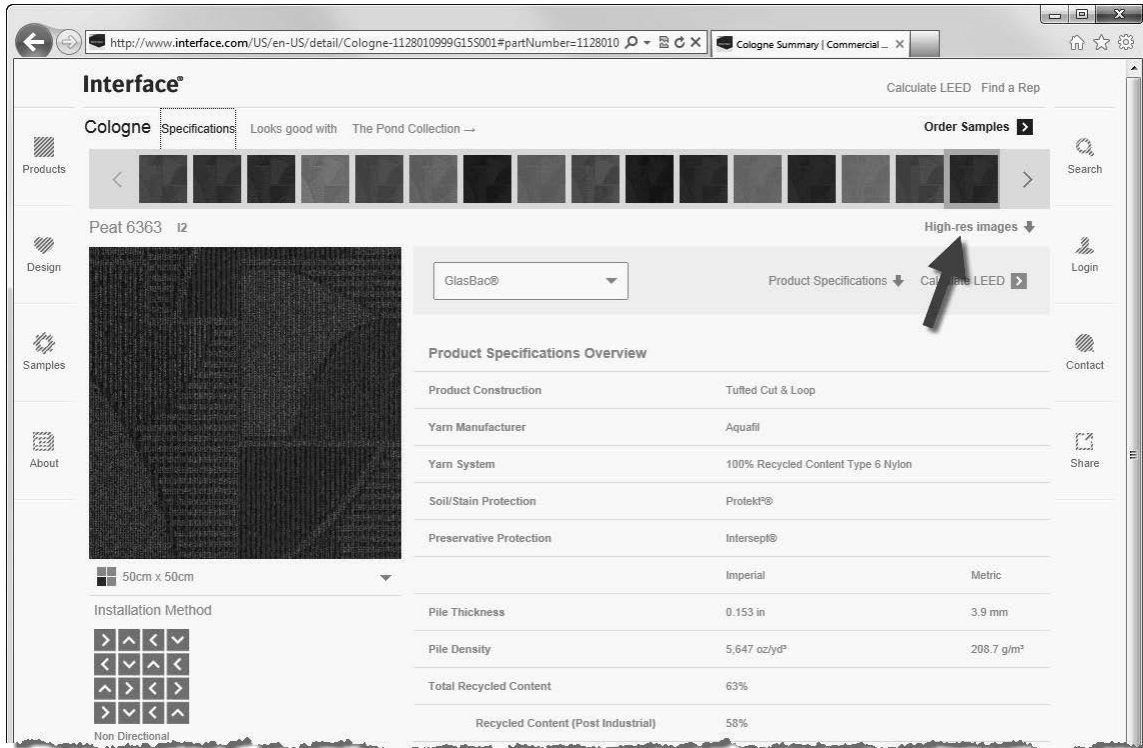 http://www.interface.com/US/en-US/detail/Cologne-1128010999G15S001#partNumber=1128010
Cologne Summary | Commercial ...
Interface®
Calculate LEED Find a Rep
Cologne Specifications Looks good with The Pond Collection →
Order Samples
Products
Search
Peat 6363 I2
High-res images
Design
Login
GlasBac®
Product Specifications
LEED
Samples
Contact
Product Specifications Overview
Product Construction Tufted Cut & Loop
Yarn Manufacturer Aquafil
Yarn System 100% Recycled Content Type 6 Nylon
About
Share
Soil/Stain Protection Protekt²®
Preservative Protection Intersept®
50cm x 50cm
Imperial Metric
Installation Method
Pile Thickness 0.153 in 3.9 mm
Pile Density 5,647 oz/yd³ 208.7 g/m³
Total Recycled Content 63%
Recycled Content (Post Industrial) 58%
Non Directional